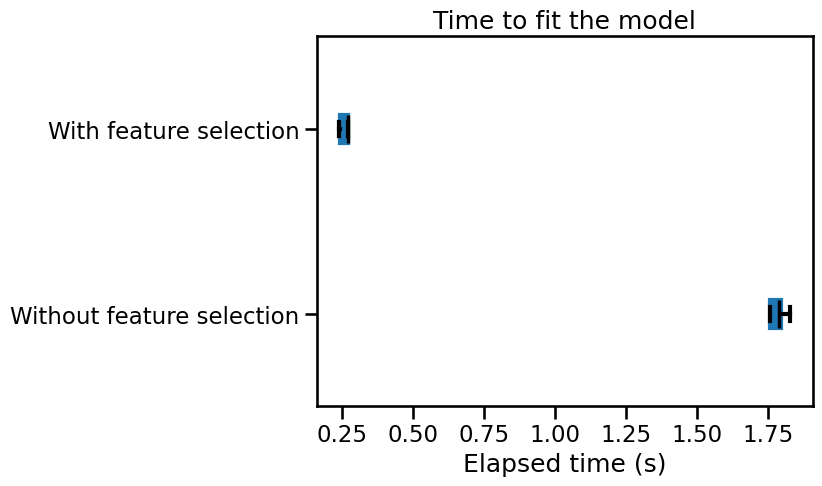 Time to fit the model
With feature selection
Without feature selection
0.25 0.50 0.75 1.00 1.25 1.50 1.75
Elapsed time (s)